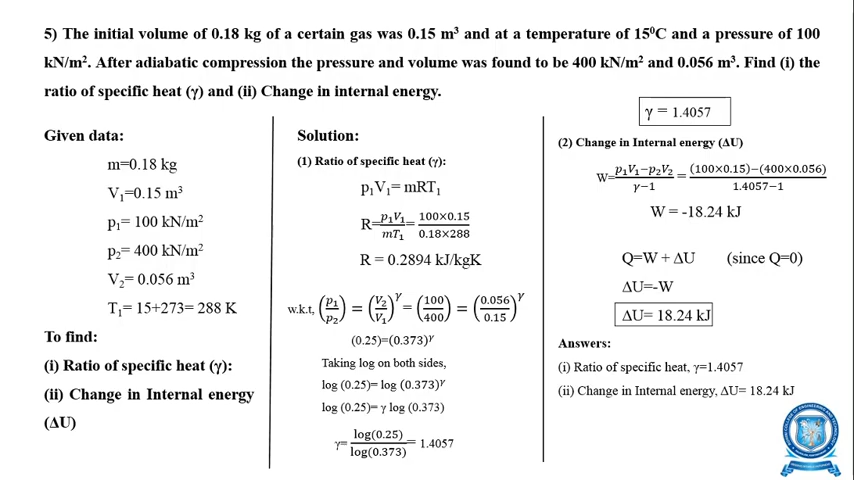 5) The initial volume of 0.18 kg of a certain gas was 0.15 m³ and at a temperature of 15⁰C and a pressure of 100
kN/m². After adiabatic compression the pressure and volume was found to be 400 kN/m² and 0.056 m³. Find (i) the
ratio of specific heat (γ) and (ii) Change in internal energy.
Given data:
m=0.18 kg
V₁=0.15 m³
p₁= 100 kN/m²
p₂= 400 kN/m²
V₂= 0.056 m³
T₁= 15+273= 288 K
To find:
(i) Ratio of specific heat (γ):
(ii) Change in Internal energy
(ΔU)
Solution:
(1) Ratio of specific heat (γ):
p₁V₁= mRT₁
R=p₁V₁/mT₁=100×0.15/0.18×288
R = 0.2894 kJ/kgK
w.k.t, (p₁/p₂) = (V₂/V₁)^γ = (100/400) = (0.056/0.15)^γ
(0.25)=(0.373)^γ
Taking log on both sides,
log (0.25)= log (0.373)^γ
log (0.25)= γ log (0.373)
γ= log(0.25)/log(0.373) = 1.4057
γ = 1.4057
(2) Change in Internal energy (ΔU)
W=p₁V₁−p₂V₂/γ−1 = (100×0.15)−(400×0.056)/1.4057−1
W = -18.24 kJ
Q=W + ΔU (since Q=0)
ΔU=-W
ΔU= 18.24 kJ
Answers:
(i) Ratio of specific heat, γ=1.4057
(ii) Change in Internal energy, ΔU= 18.24 kJ